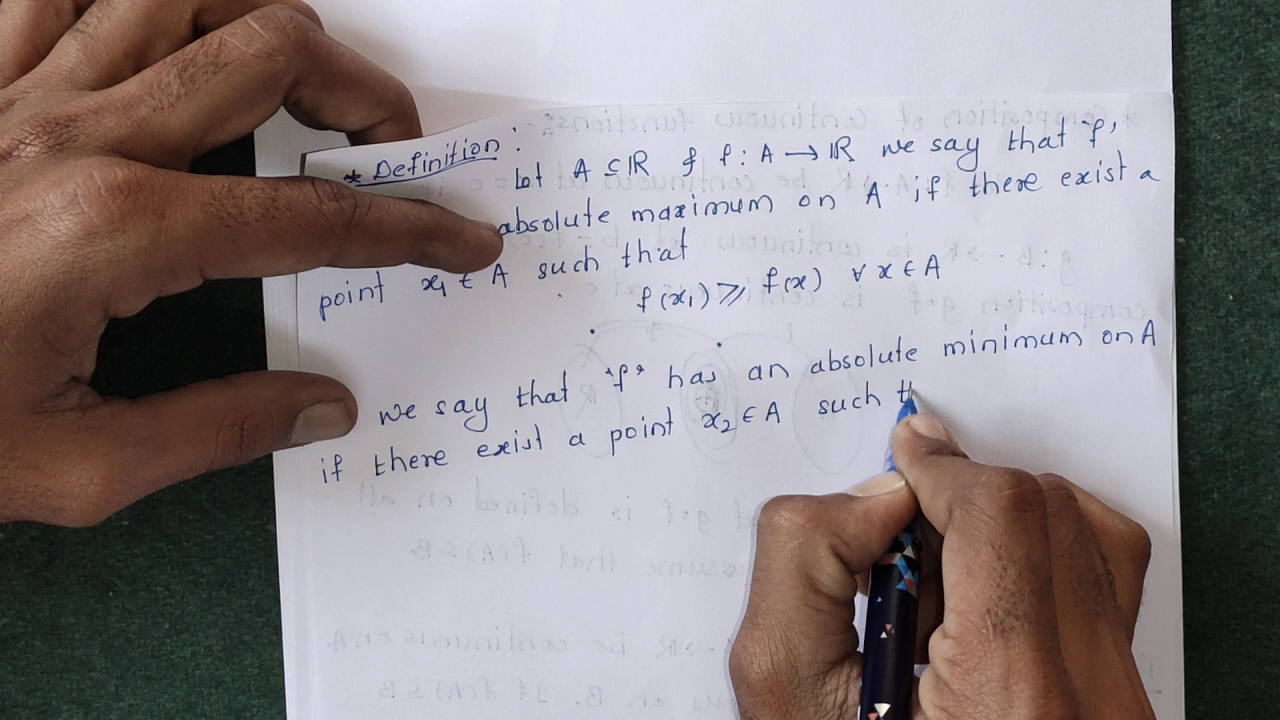 * Definition :
Let A ⊆ ℝ & f : A → ℝ we say that 'f'
absolute maximum on A if there exist a
point x₁ ∈ A such that
f(x₁) ⩾ f(x) ∀ x ∈ A
we say that 'f' has an absolute minimum on A
if there exist a point x₂ ∈ A such t